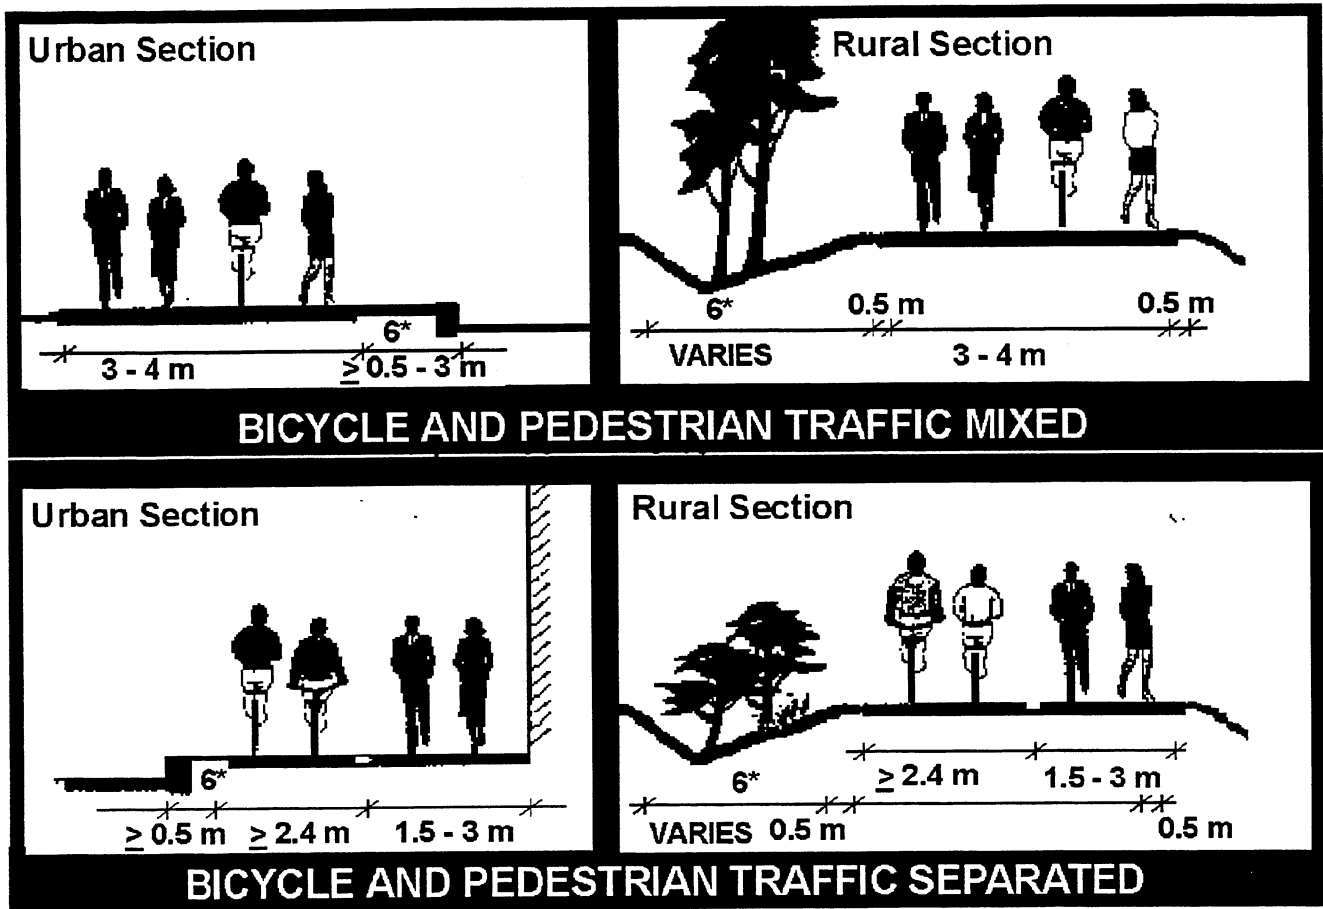 Urban Section
6*
3 - 4 m
≥ 0.5 - 3 m
Rural Section
6*
0.5 m
0.5 m
VARIES
3 - 4 m
BICYCLE AND PEDESTRIAN TRAFFIC MIXED
Urban Section
6*
≥ 0.5 m
≥ 2.4 m
1.5 - 3 m
Rural Section
≥ 2.4 m
1.5 - 3 m
6*
VARIES
0.5 m
0.5 m
BICYCLE AND PEDESTRIAN TRAFFIC SEPARATED